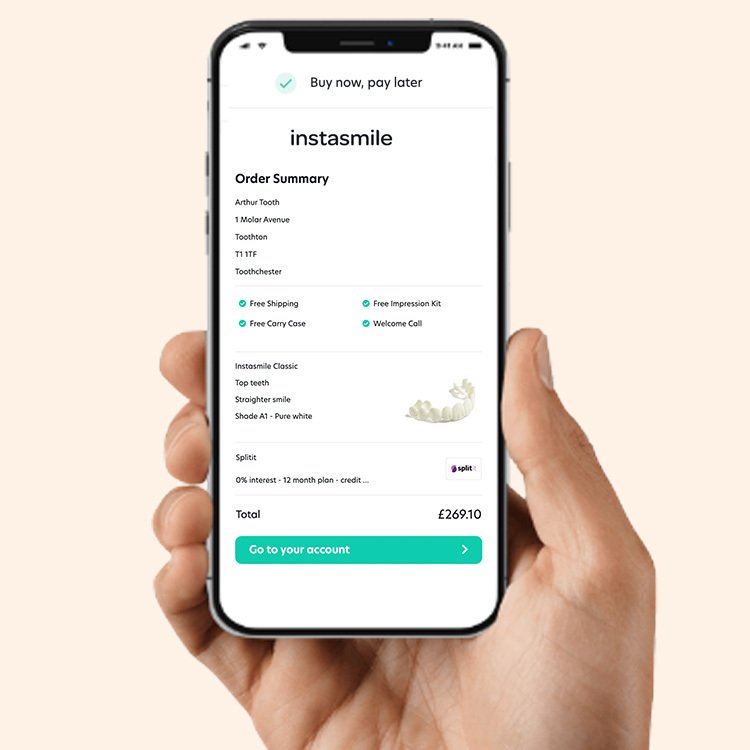 9:41 AM
Buy now, pay later
instasmile
Order Summary
Arthur Tooth
1 Molar Avenue
Toothton
T1 1TF
Toothchester
Free Shipping
Free Impression Kit
Free Carry Case
Welcome Call
Instasmile Classic
Top teeth
Straighter smile
Shade A1 - Pure white
Splitit
splitit
0% interest - 12 month plan - credit ...
Total
£269.10
Go to your account